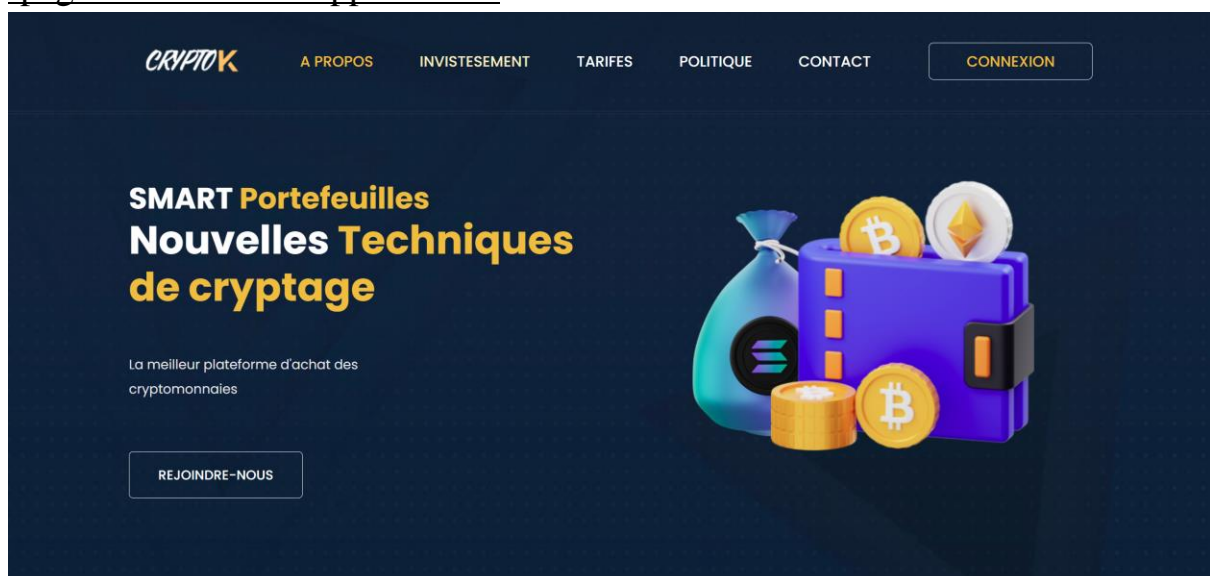 CRYPTOK
A PROPOS
INVISTESEMENT
TARIFES
POLITIQUE
CONTACT
CONNEXION
SMART Portefeuilles
Nouvelles Techniques
de cryptage
La meilleur plateforme d'achat des
cryptomonnaies
REJOINDRE-NOUS